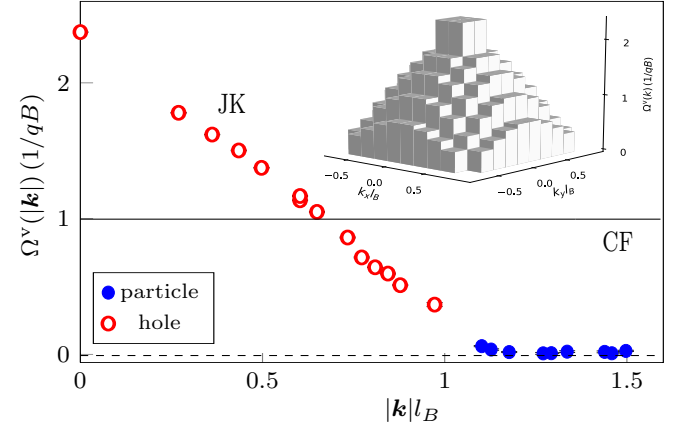 Ω^v(|k|) (1/qB)
2
1
0
JK
CF
particle
hole
0
0.5
1
1.5
|k|l_B
2
1
0
Ω^v(k) (1/qB)
−0.5
0.0
0.5
k_x l_B
−0.5
0.0
0.5
k_y l_B